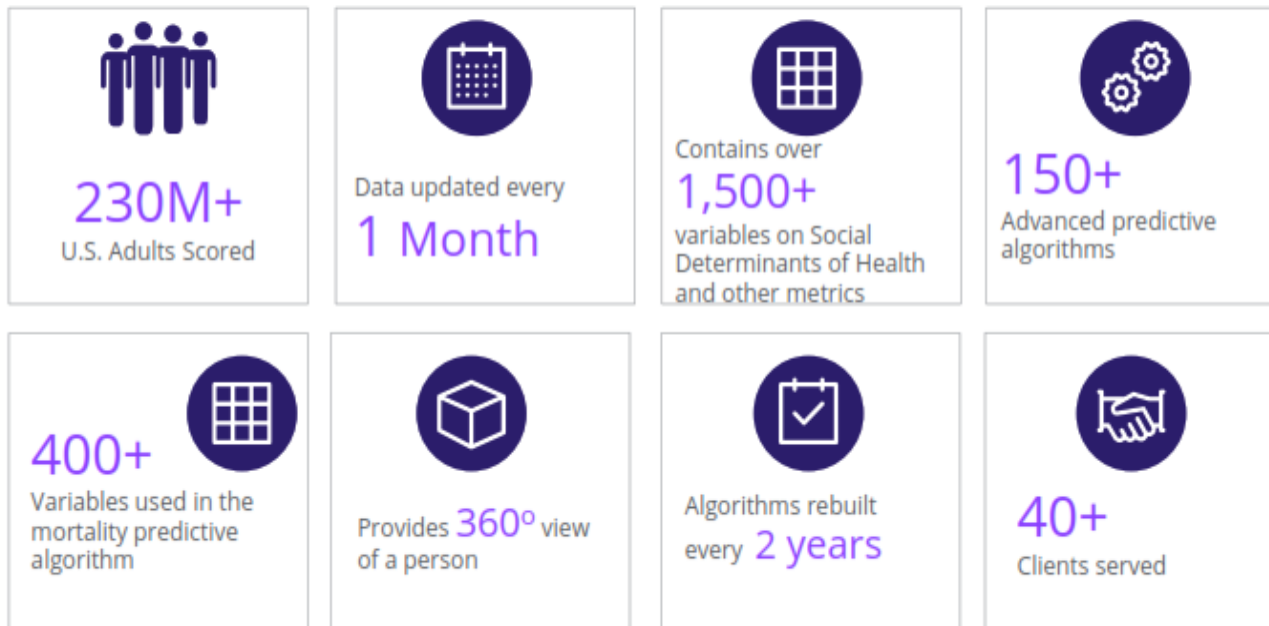 230M+
U.S. Adults Scored
Data updated every
1 Month
Contains over
1,500+
variables on Social
Determinants of Health
and other metrics
150+
Advanced predictive
algorithms
400+
Variables used in the
mortality predictive
algorithm
Provides 360º view
of a person
Algorithms rebuilt
every 2 years
40+
Clients served